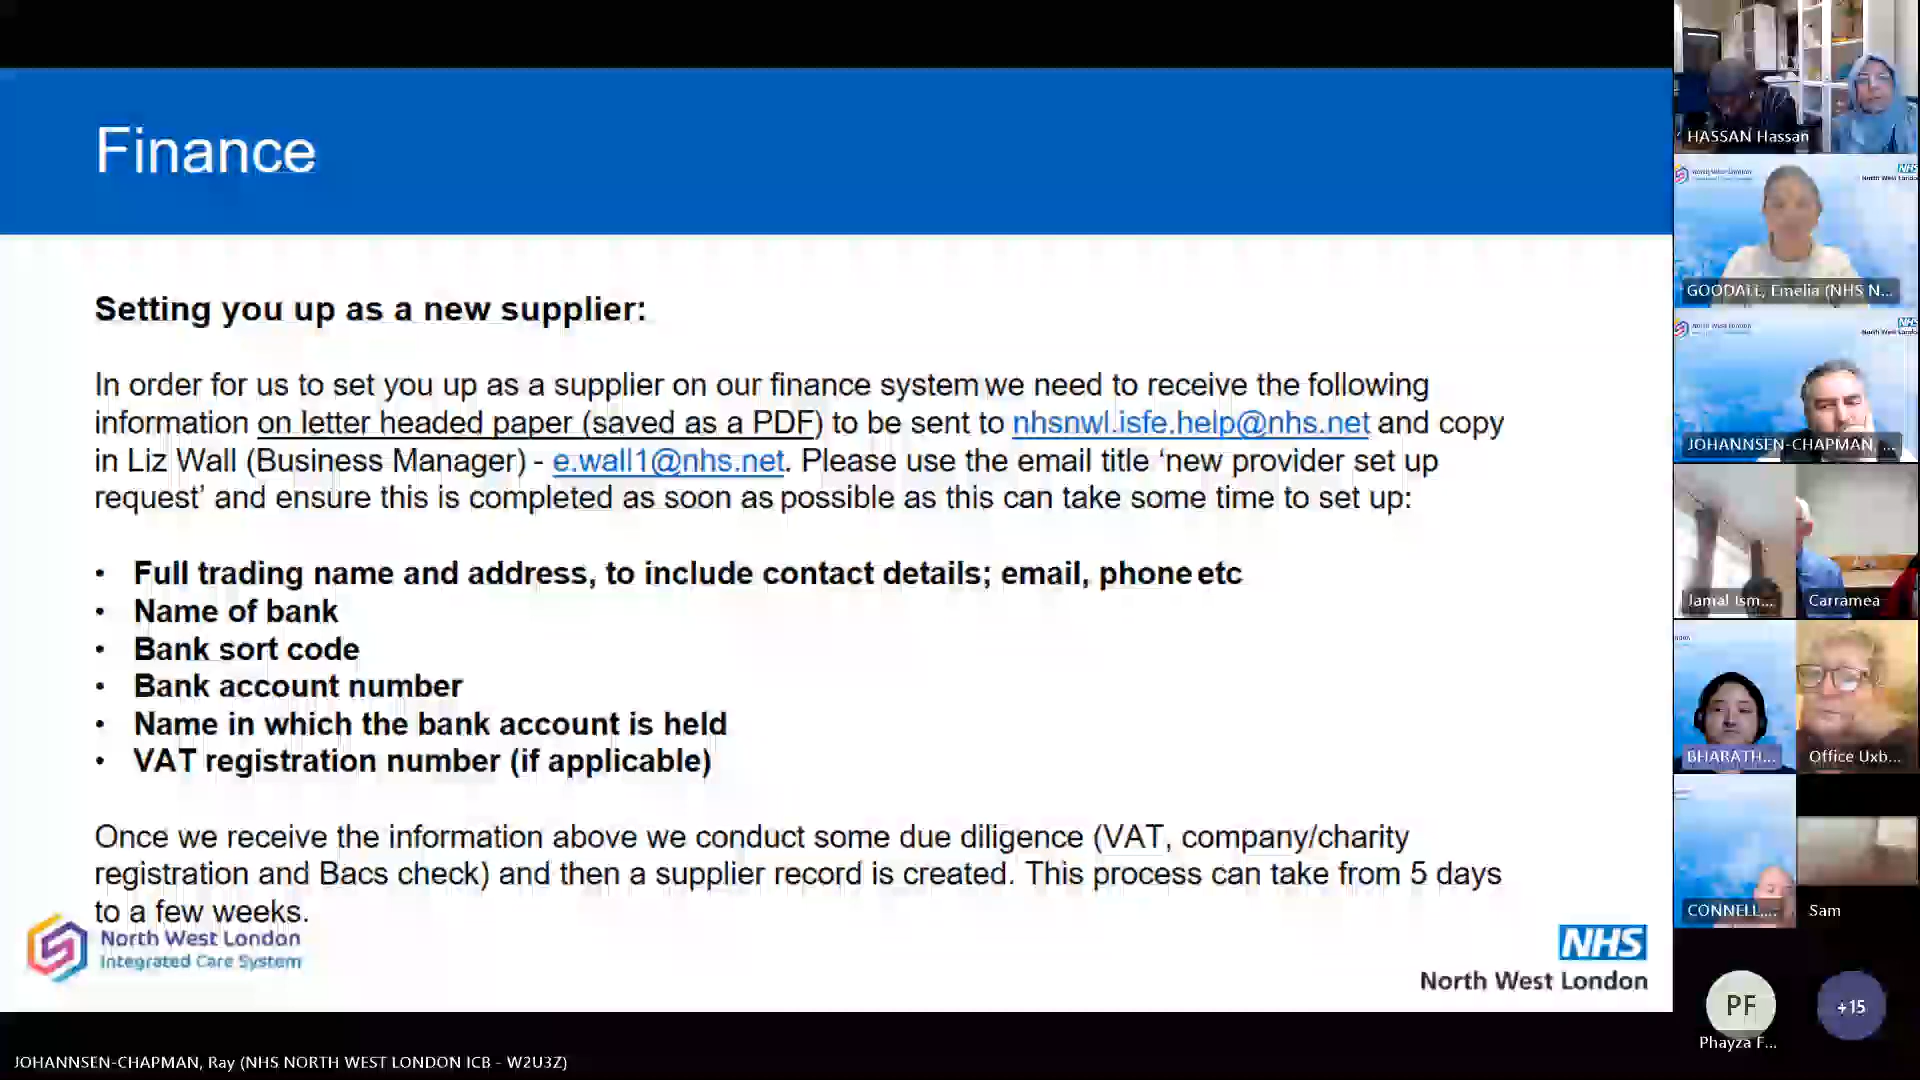 Finance
Setting you up as a new supplier:
In order for us to set you up as a supplier on our finance system we need to receive the following
information on letter headed paper (saved as a PDF) to be sent to nhsnwl.isfe.help@nhs.net and copy
in Liz Wall (Business Manager) - e.wall1@nhs.net. Please use the email title ‘new provider set up
request’ and ensure this is completed as soon as possible as this can take some time to set up:
• Full trading name and address, to include contact details; email, phone etc
• Name of bank
• Bank sort code
• Bank account number
• Name in which the bank account is held
• VAT registration number (if applicable)
Once we receive the information above we conduct some due diligence (VAT, company/charity
registration and Bacs check) and then a supplier record is created. This process can take from 5 days
to a few weeks.
North West London
Integrated Care System
NHS
North West London
JOHANNSEN-CHAPMAN, Ray (NHS NORTH WEST LONDON ICB - W2U3Z)
HASSAN Hassan
NHS
North West London
GOODALL, Emelia (NHS N...
NHS
North West London
JOHANNSEN-CHAPMAN, ...
Jamal Ism...
Carramea
BHARATH...
Office Uxb...
CONNELL,...
Sam
PF
Phayza F...
+15